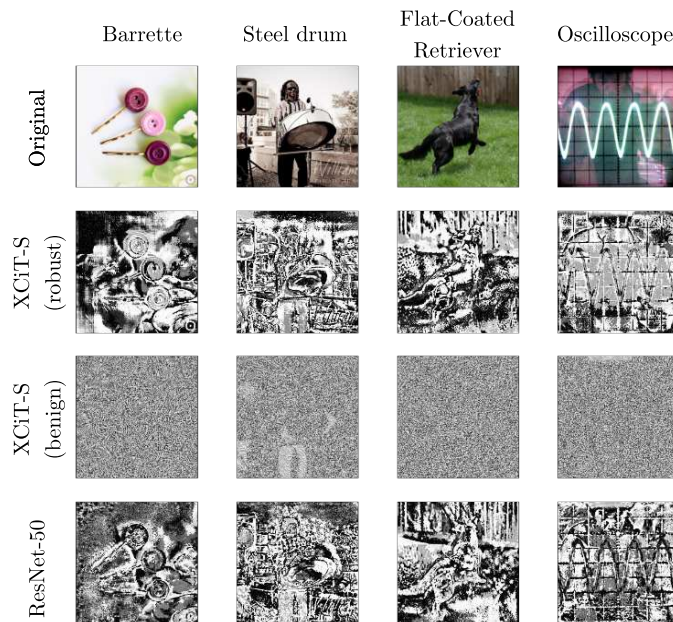 Barrette
Steel drum
Flat-Coated
Retriever
Oscilloscope
Original
XCiT-S
(robust)
XCiT-S
(benign)
ResNet-50